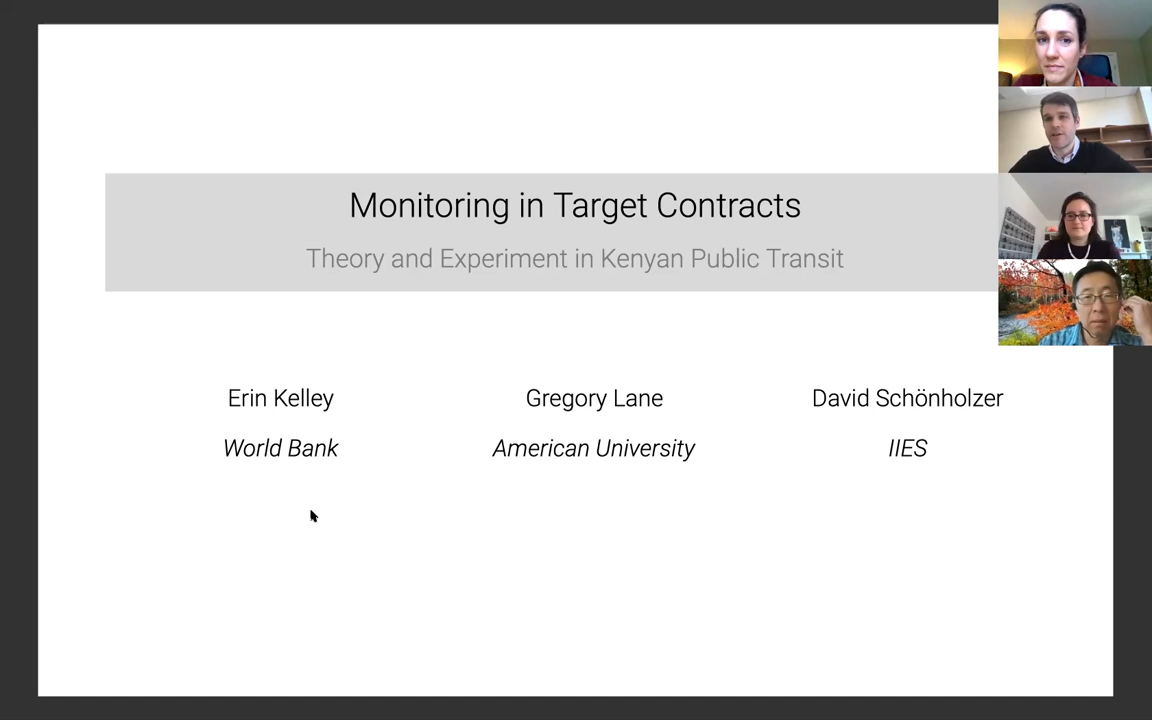 Monitoring in Target Contracts
Theory and Experiment in Kenyan Public Transit
Erin Kelley
Gregory Lane
David Schönholzer
World Bank
American University
IIES